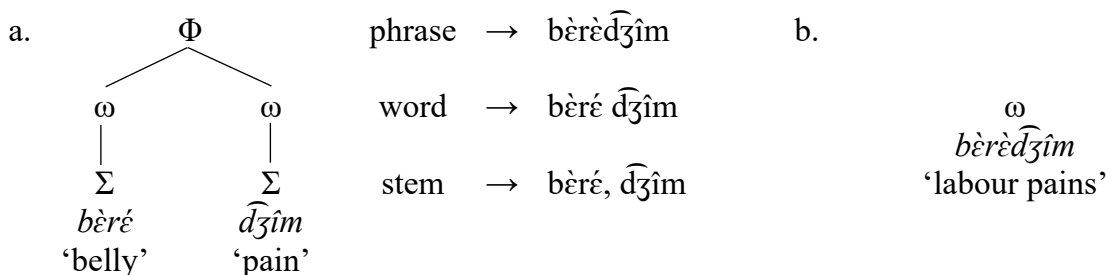 a. Φ phrase → bɛ̀rɛ̀d͡ʒîm b.
ω ω word → bɛ̀rɛ́ d͡ʒîm ω
bɛ̀rɛ̀d͡ʒîm
Σ Σ stem → bɛ̀rɛ́, d͡ʒîm ‘labour pains’
bɛ̀rɛ́ d͡ʒîm
‘belly’ ‘pain’